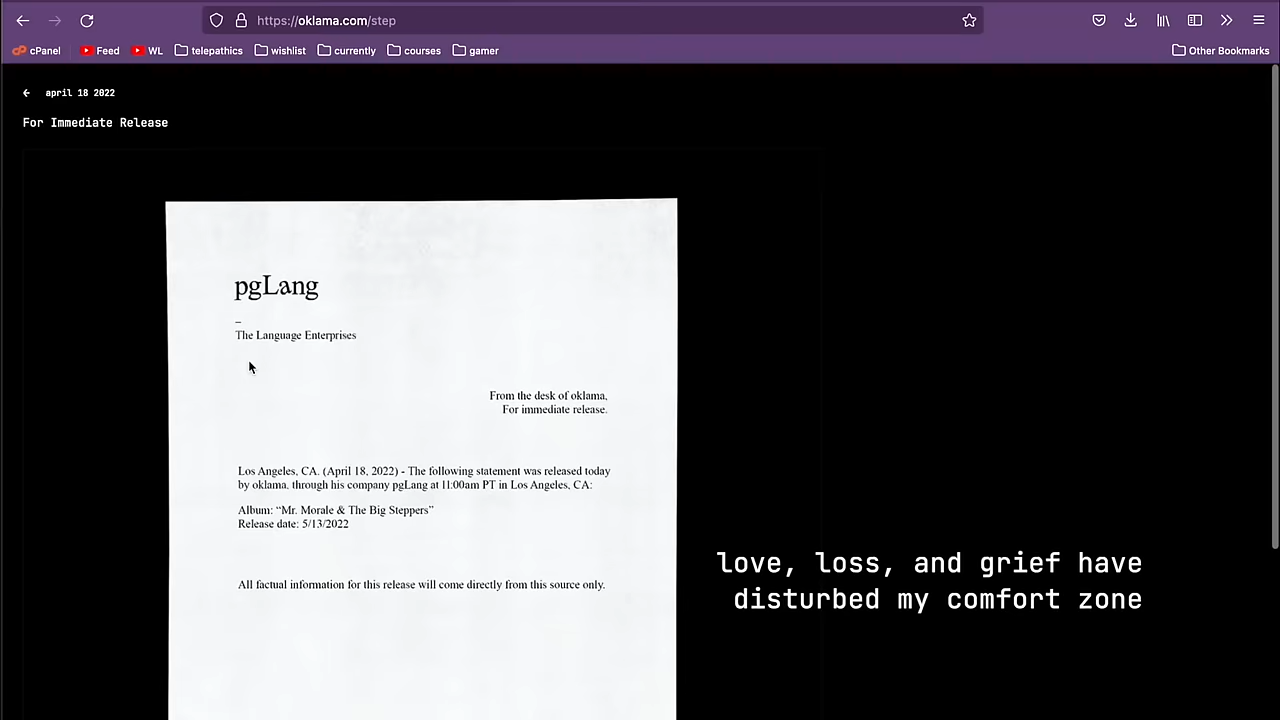 https://oklama.com/step
cPanel Feed WL telepathics wishlist currently courses gamer Other Bookmarks
april 18 2022
For Immediate Release
pgLang
–
The Language Enterprises
From the desk of oklama,
For immediate release.
Los Angeles, CA. (April 18, 2022) - The following statement was released today
by oklama, through his company pgLang at 11:00am PT in Los Angeles, CA:
Album: “Mr. Morale & The Big Steppers”
Release date: 5/13/2022
All factual information for this release will come directly from this source only.
love, loss, and grief have
disturbed my comfort zone